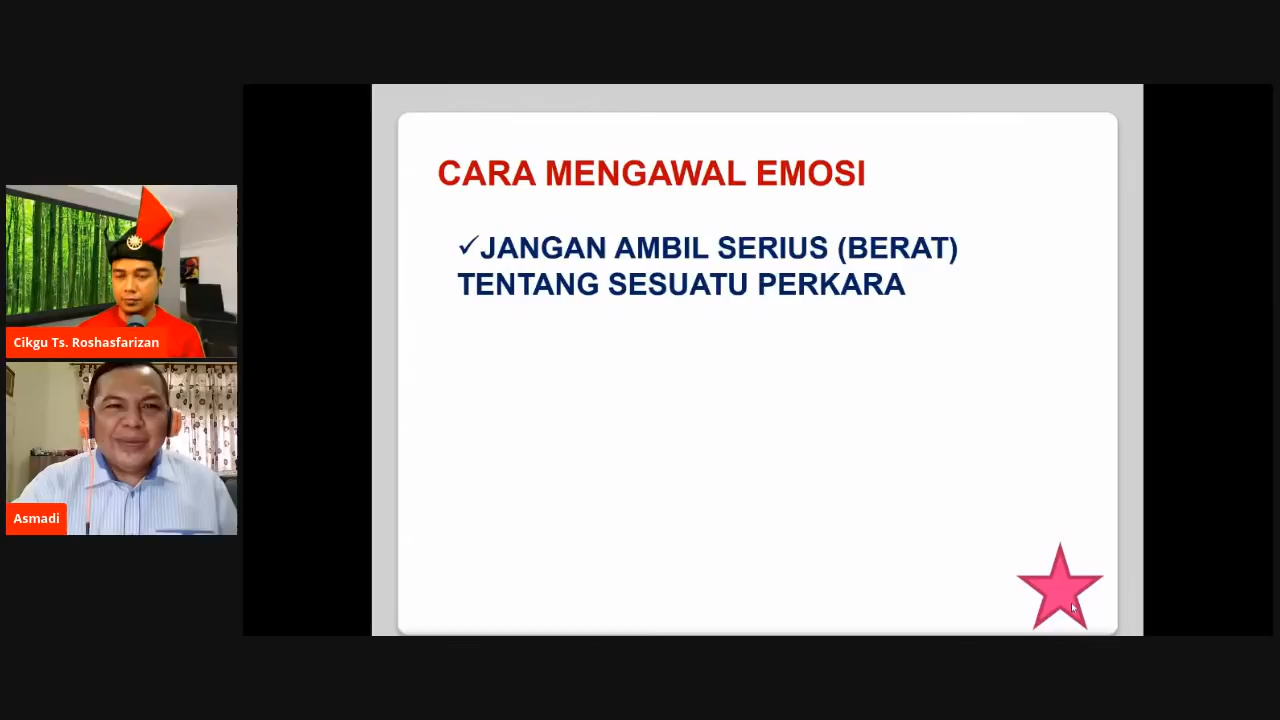 CARA MENGAWAL EMOSI
✓JANGAN AMBIL SERIUS (BERAT)
TENTANG SESUATU PERKARA
Cikgu Ts. Roshasfarizan
Asmadi